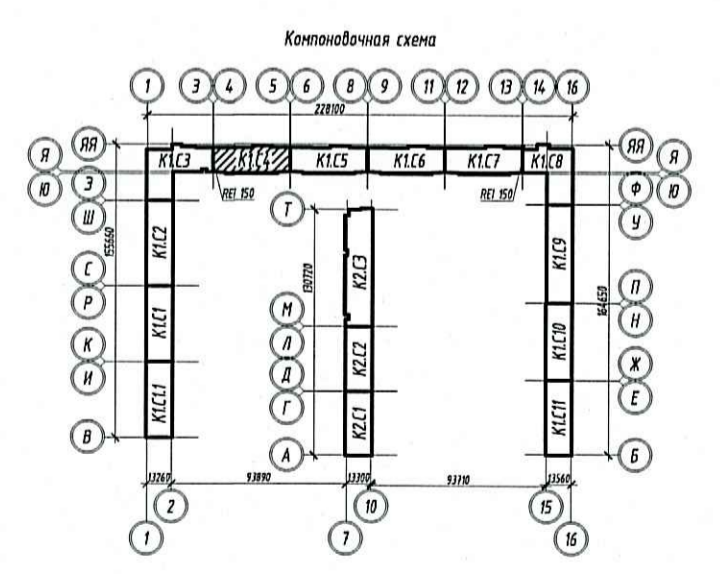 Компоновочная схема
1 3 4 5 6 8 9 11 12 13 14 16
228100
ЯЯ ЯЯ
Я Я
К1.С3 К1.С4 К1.С5 К1.С6 К1.С7 К1.С8
Ю Ю
З Ф
REI 150 REI 150
Ш У
Т
155660 К1.С2 130720 К2.С3 К1.С9 164650
С П
Р Н
М
К1.С1 К1.С10
К Л
И Д Ж
К2.С2
Г Е
К1.С1.1 К2.С1 К1.С11
В А Б
13260 93890 13300 93710 13560
2 10 15
1 7 16